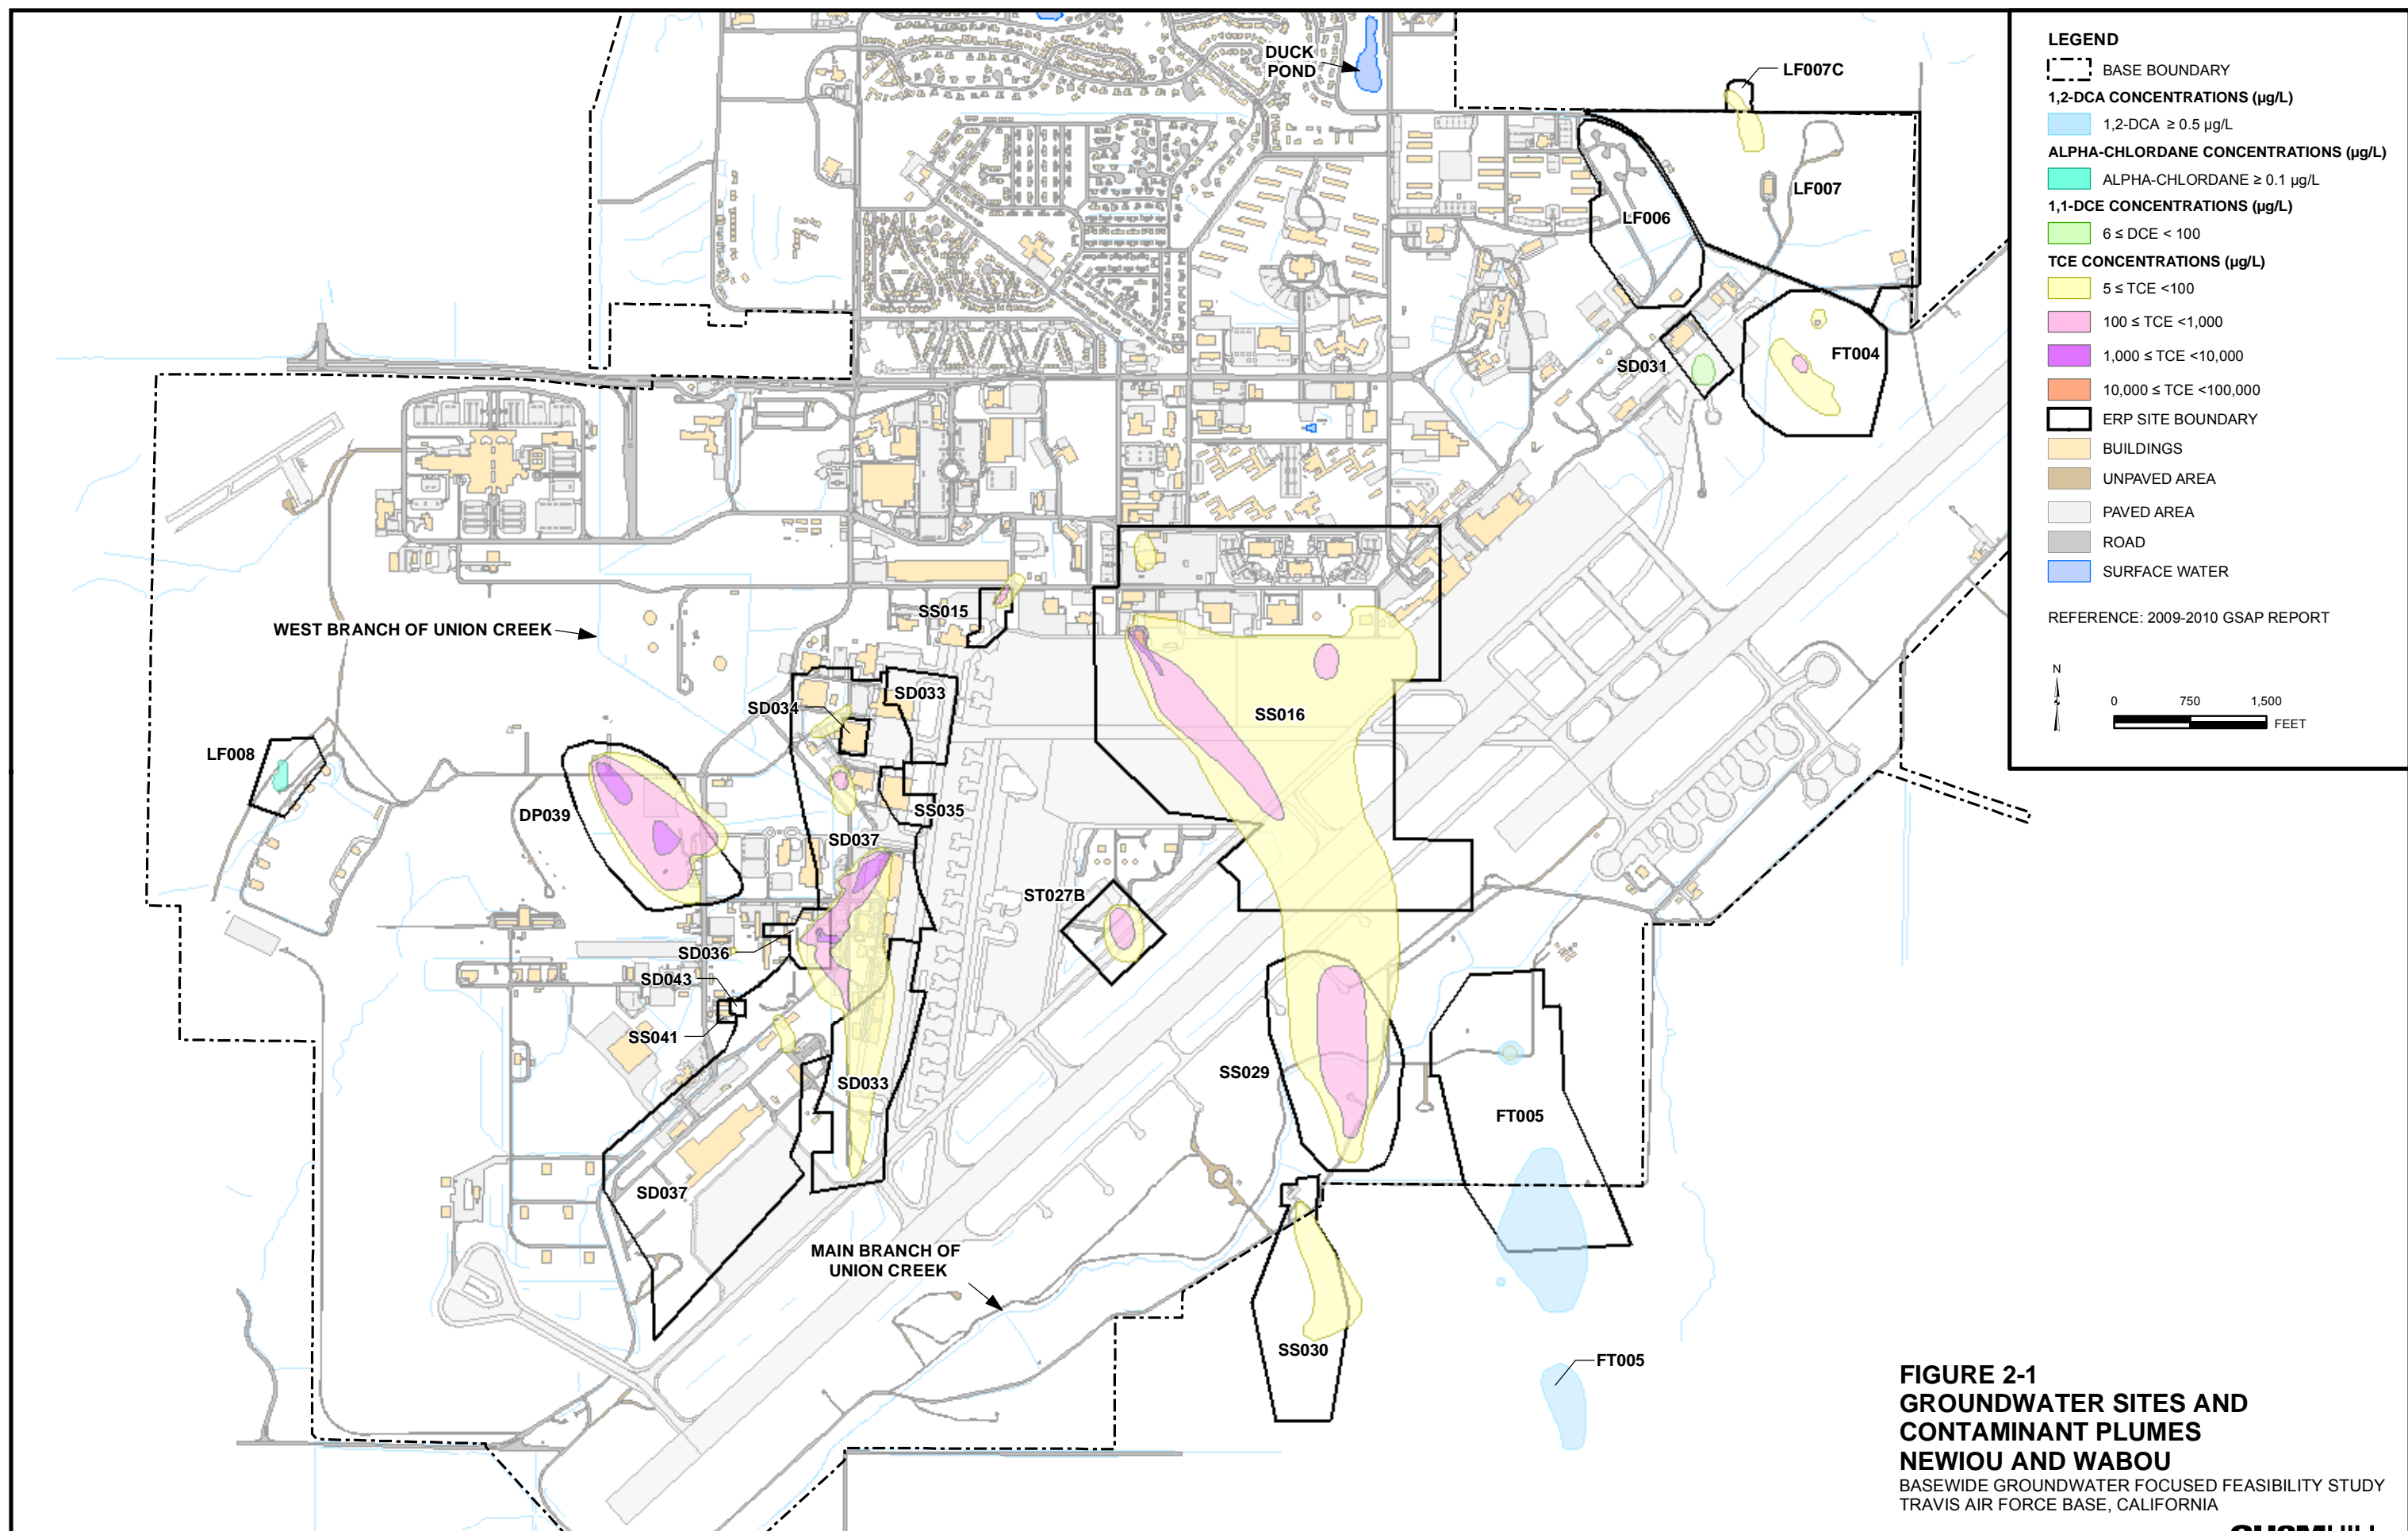 DUCK
POND
LF007C
LF007
LF006
SD031
FT004
SS015
WEST BRANCH OF UNION CREEK
SD033
SD034
SS016
LF008
DP039
SS035
SD037
ST027B
SD036
SD043
SS041
SS029
SD033
FT005
SD037
MAIN BRANCH OF
UNION CREEK
SS030
FT005
LEGEND
BASE BOUNDARY
1,2-DCA CONCENTRATIONS (µg/L)
1,2-DCA ≥ 0.5 µg/L
ALPHA-CHLORDANE CONCENTRATIONS (µg/L)
ALPHA-CHLORDANE ≥ 0.1 µg/L
1,1-DCE CONCENTRATIONS (µg/L)
6 ≤ DCE < 100
TCE CONCENTRATIONS (µg/L)
5 ≤ TCE <100
100 ≤ TCE <1,000
1,000 ≤ TCE <10,000
10,000 ≤ TCE <100,000
ERP SITE BOUNDARY
BUILDINGS
UNPAVED AREA
PAVED AREA
ROAD
SURFACE WATER
REFERENCE: 2009-2010 GSAP REPORT
N
0 750 1,500
FEET
FIGURE 2-1
GROUNDWATER SITES AND
CONTAMINANT PLUMES
NEWIOU AND WABOU
BASEWIDE GROUNDWATER FOCUSED FEASIBILITY STUDY
TRAVIS AIR FORCE BASE, CALIFORNIA